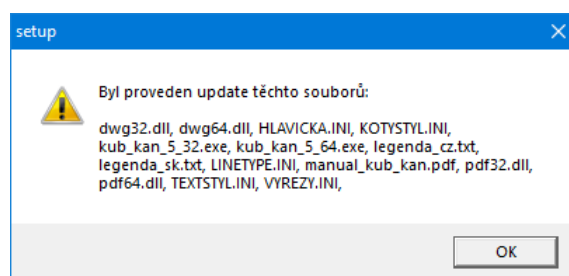 setup
Byl proveden update těchto souborů:
dwg32.dll, dwg64.dll, HLAVICKA.INI, KOTYSTYL.INI,
kub_kan_5_32.exe, kub_kan_5_64.exe, legenda_cz.txt,
legenda_sk.txt, LINETYPE.INI, manual_kub_kan.pdf, pdf32.dll,
pdf64.dll, TEXTSTYL.INI, VYREZY.INI,
OK